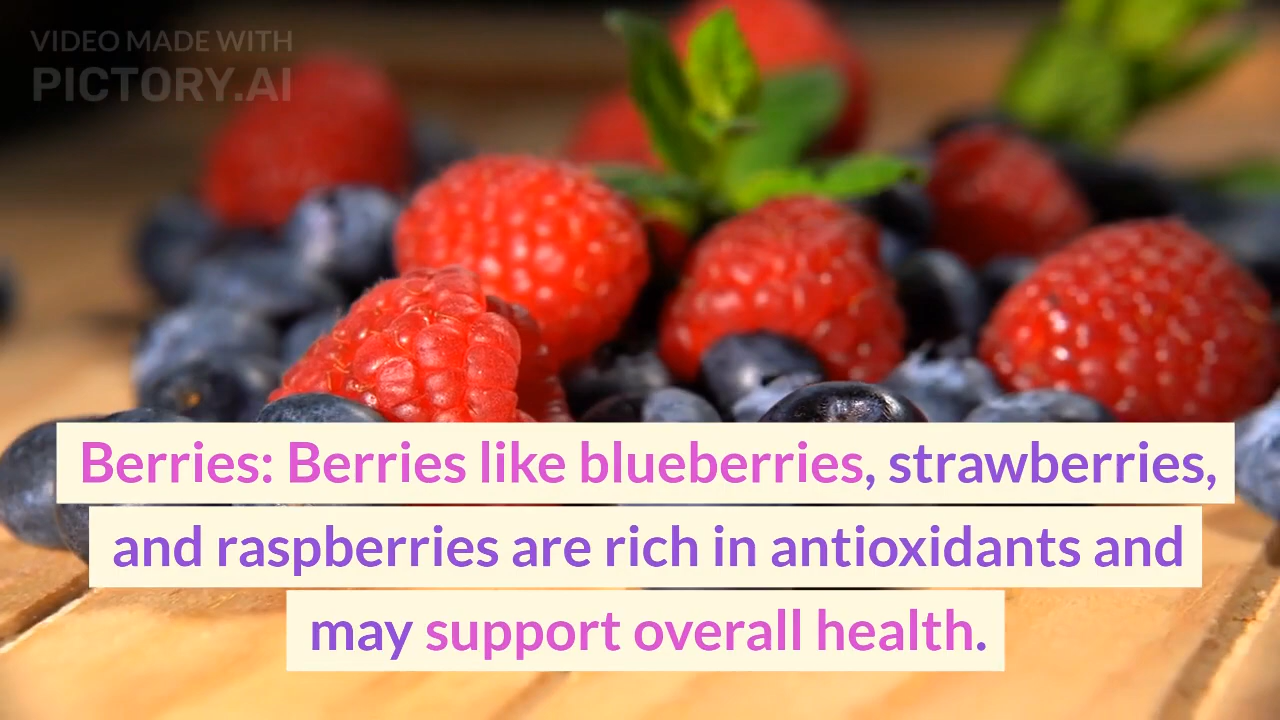 VIDEO MADE WITH
PICTORY.AI
Berries: Berries like blueberries, strawberries,
and raspberries are rich in antioxidants and
may support overall health.